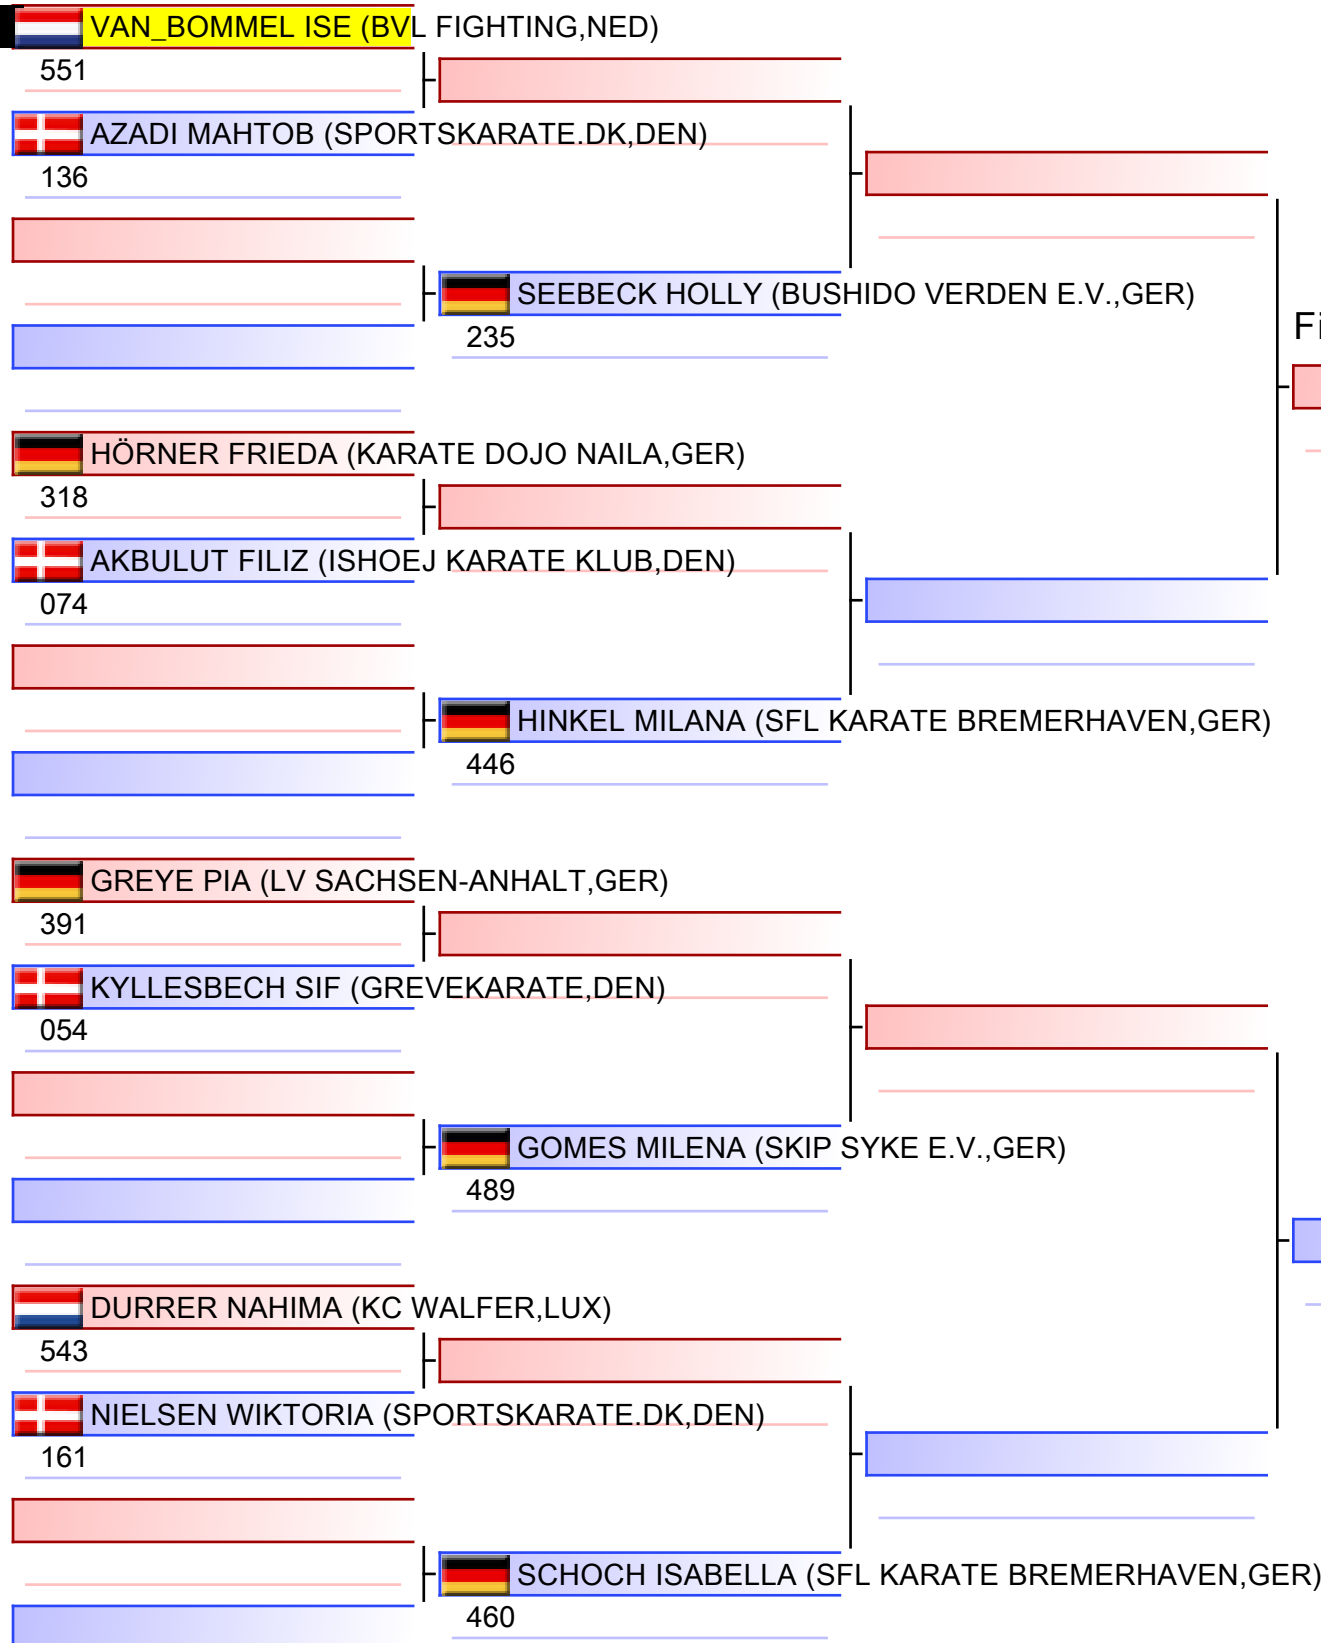 VAN_BOMMEL ISE (BVL FIGHTING,NED)
551
AZADI MAHTOB (SPORTSKARATE.DK,DEN)
136
SEEBECK HOLLY (BUSHIDO VERDEN E.V.,GER)
235
Fi
HÖRNER FRIEDA (KARATE DOJO NAILA,GER)
318
AKBULUT FILIZ (ISHOEJ KARATE KLUB,DEN)
074
HINKEL MILANA (SFL KARATE BREMERHAVEN,GER)
446
GREYE PIA (LV SACHSEN-ANHALT,GER)
391
KYLLESBECH SIF (GREVEKARATE,DEN)
054
GOMES MILENA (SKIP SYKE E.V.,GER)
489
DURRER NAHIMA (KC WALFER,LUX)
543
NIELSEN WIKTORIA (SPORTSKARATE.DK,DEN)
161
SCHOCH ISABELLA (SFL KARATE BREMERHAVEN,GER)
460